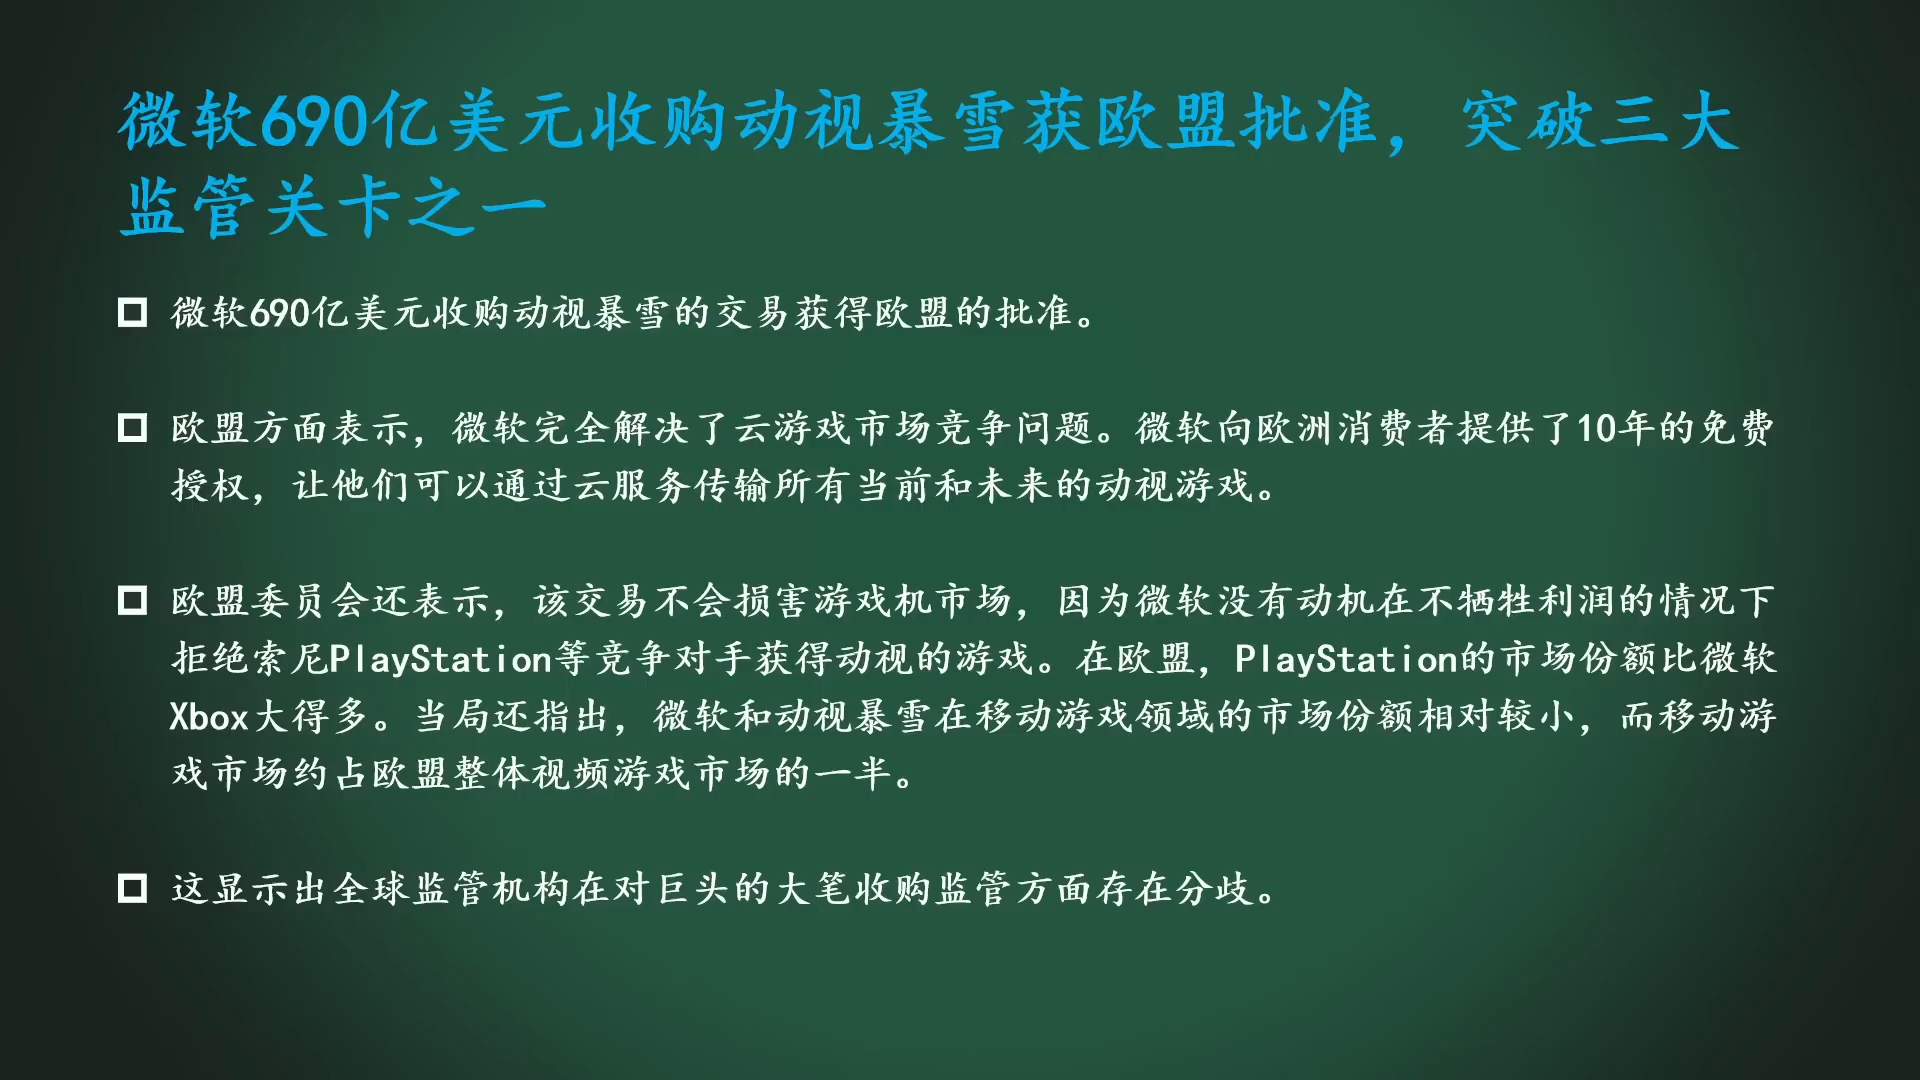 微软690亿美元收购动视暴雪获欧盟批准，突破三大
监管关卡之一
微软690亿美元收购动视暴雪的交易获得欧盟的批准。
欧盟方面表示，微软完全解决了云游戏市场竞争问题。微软向欧洲消费者提供了10年的免费
授权，让他们可以通过云服务传输所有当前和未来的动视游戏。
欧盟委员会还表示，该交易不会损害游戏机市场，因为微软没有动机在不牺牲利润的情况下
拒绝索尼PlayStation等竞争对手获得动视的游戏。在欧盟，PlayStation的市场份额比微软
Xbox大得多。当局还指出，微软和动视暴雪在移动游戏领域的市场份额相对较小，而移动游
戏市场约占欧盟整体视频游戏市场的一半。
这显示出全球监管机构在对巨头的大笔收购监管方面存在分歧。